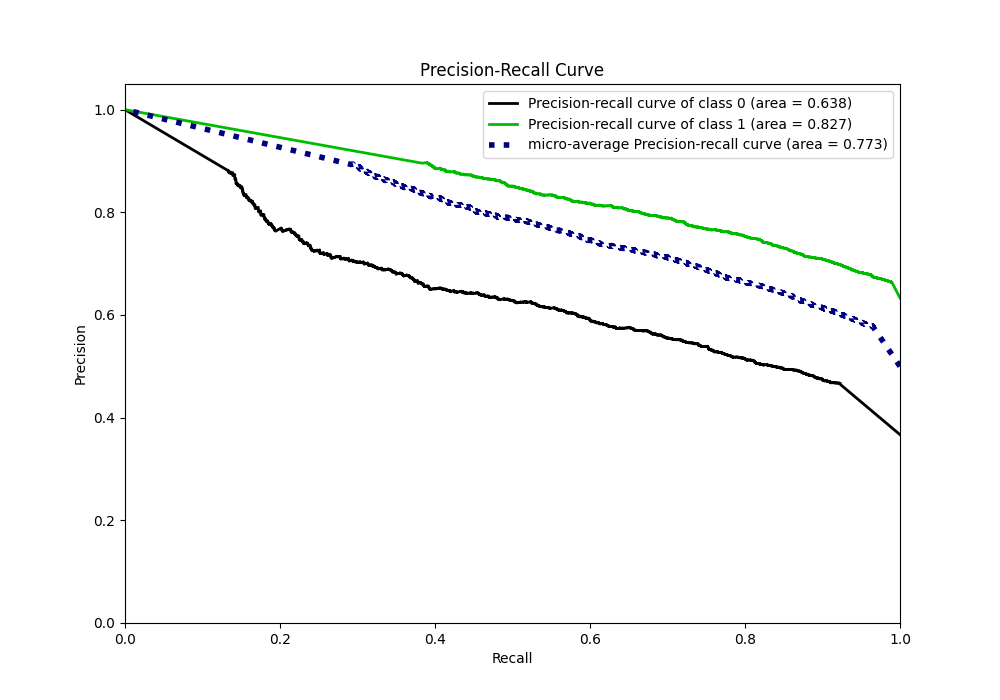 Precision-Recall Curve
Precision-recall curve of class 0 (area = 0.638)
Precision-recall curve of class 1 (area = 0.827)
micro-average Precision-recall curve (area = 0.773)
Precision
1.0
0.8
0.6
0.4
0.2
0.0
0.0 0.2 0.4 0.6 0.8 1.0
Recall